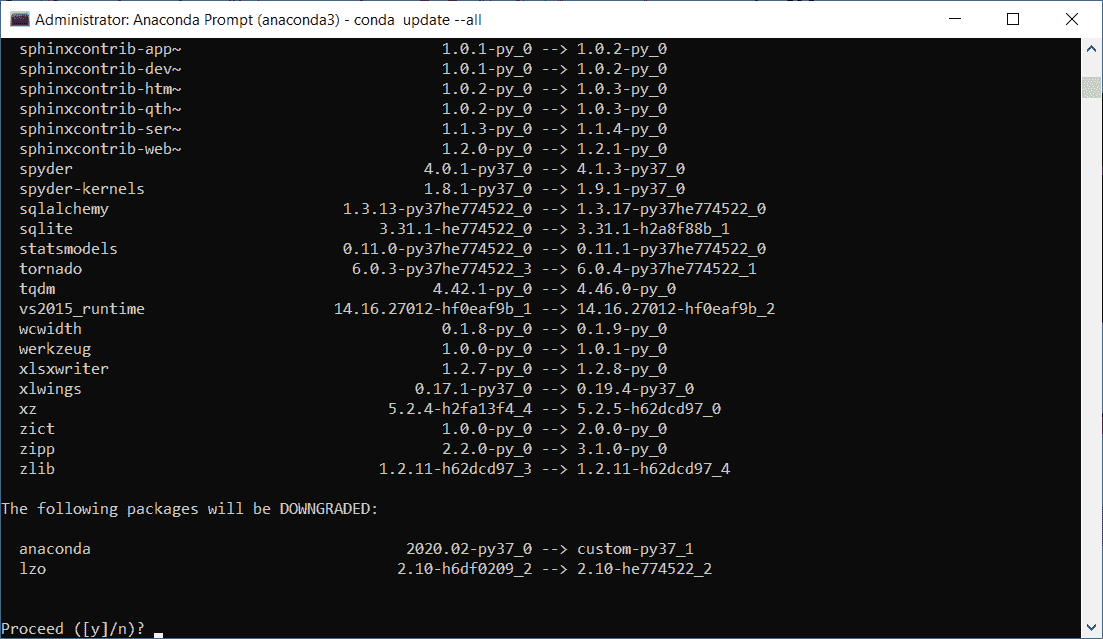 Administrator: Anaconda Prompt (anaconda3) - conda  update --all
sphinxcontrib-app~ 1.0.1-py_0 --> 1.0.2-py_0
sphinxcontrib-dev~ 1.0.1-py_0 --> 1.0.2-py_0
sphinxcontrib-htm~ 1.0.2-py_0 --> 1.0.3-py_0
sphinxcontrib-qth~ 1.0.2-py_0 --> 1.0.3-py_0
sphinxcontrib-ser~ 1.1.3-py_0 --> 1.1.4-py_0
sphinxcontrib-web~ 1.2.0-py_0 --> 1.2.1-py_0
spyder 4.0.1-py37_0 --> 4.1.3-py37_0
spyder-kernels 1.8.1-py37_0 --> 1.9.1-py37_0
sqlalchemy 1.3.13-py37he774522_0 --> 1.3.17-py37he774522_0
sqlite 3.31.1-he774522_0 --> 3.31.1-h2a8f88b_1
statsmodels 0.11.0-py37he774522_0 --> 0.11.1-py37he774522_0
tornado 6.0.3-py37he774522_3 --> 6.0.4-py37he774522_1
tqdm 4.42.1-py_0 --> 4.46.0-py_0
vs2015_runtime 14.16.27012-hf0eaf9b_1 --> 14.16.27012-hf0eaf9b_2
wcwidth 0.1.8-py_0 --> 0.1.9-py_0
werkzeug 1.0.0-py_0 --> 1.0.1-py_0
xlsxwriter 1.2.7-py_0 --> 1.2.8-py_0
xlwings 0.17.1-py37_0 --> 0.19.4-py37_0
xz 5.2.4-h2fa13f4_4 --> 5.2.5-h62dcd97_0
zict 1.0.0-py_0 --> 2.0.0-py_0
zipp 2.2.0-py_0 --> 3.1.0-py_0
zlib 1.2.11-h62dcd97_3 --> 1.2.11-h62dcd97_4
The following packages will be DOWNGRADED:
anaconda 2020.02-py37_0 --> custom-py37_1
lzo 2.10-h6df0209_2 --> 2.10-he774522_2
Proceed ([y]/n)?